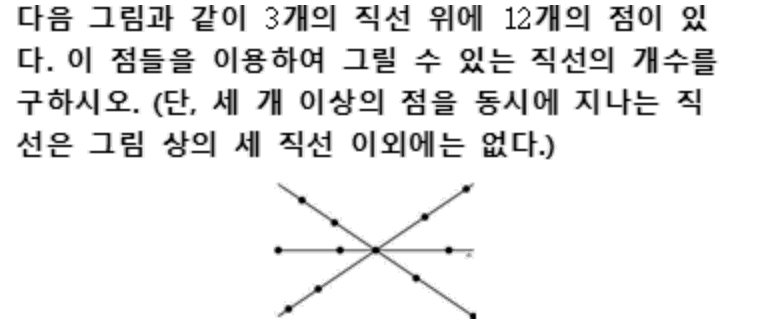 다음 그림과 같이 3개의 직선 위에 12개의 점이 있
다. 이 점들을 이용하여 그릴 수 있는 직선의 개수를
구하시오. (단, 세 개 이상의 점을 동시에 지나는 직
선은 그림 상의 세 직선 이외에는 없다.)